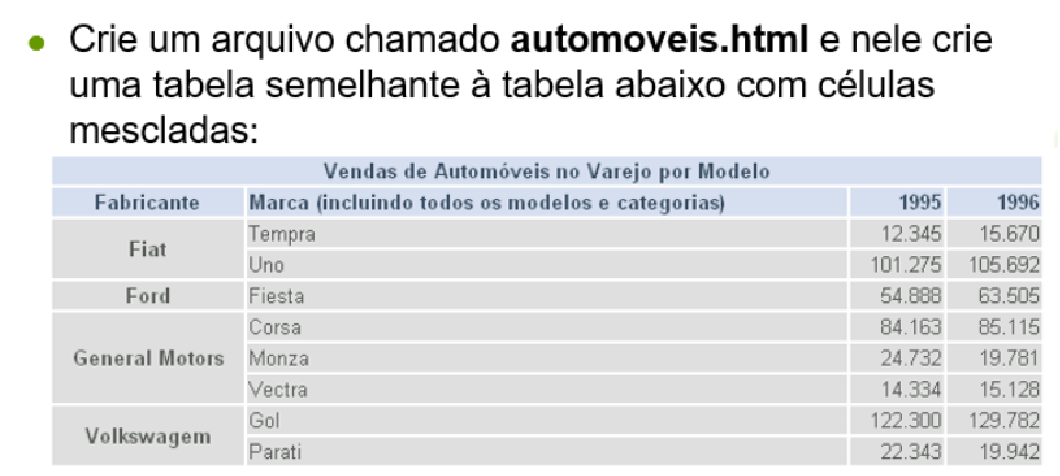 Crie um arquivo chamado automoveis.html e nele crie
uma tabela semelhante à tabela abaixo com células
mescladas:
Vendas de Automóveis no Varejo por Modelo
Fabricante Marca (incluindo todos os modelos e categorias) 1995 1996
Fiat Tempra 12.345 15.670
Uno 101.275 105.692
Ford Fiesta 54.888 63.505
General Motors Corsa 84.163 85.115
Monza 24.732 19.781
Vectra 14.334 15.128
Volkswagem Gol 122.300 129.782
Parati 22.343 19.942